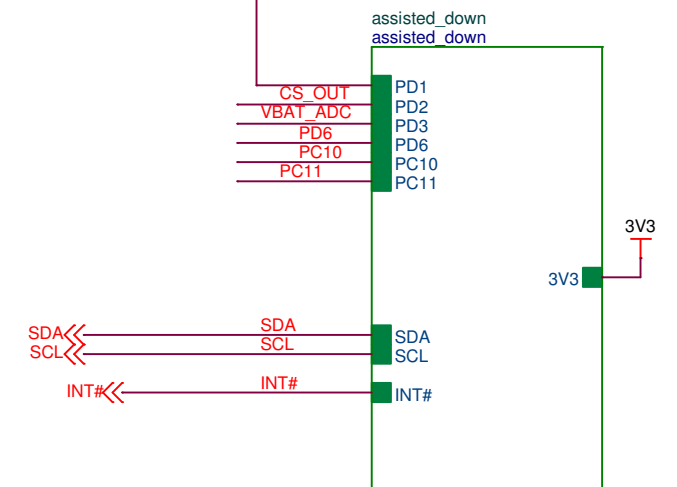 assisted_down
assisted_down
PD1
CS_OUT
PD2
VBAT_ADC
PD3
PD6
PD6
PC10
PC10
PC11
PC11
3V3
3V3
SDA
SDA
SDA
SCL
SCL
SCL
INT#
INT#
INT#